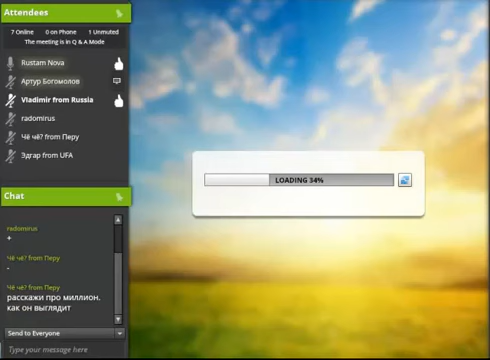 Attendees
7 Online 0 on Phone 1 Unmuted
The meeting is in Q & A Mode
Rustam Nova
Артур Богомолов
Vladimir from Russia
radomirus
Чё чё? from Перу
Эдгар from UFA
LOADING 34%
Chat
radomirus
+
Чё чё? from Перу
-
Чё чё? from Перу
расскажи про миллион.
как он выглядит
Send to Everyone
Type your message here